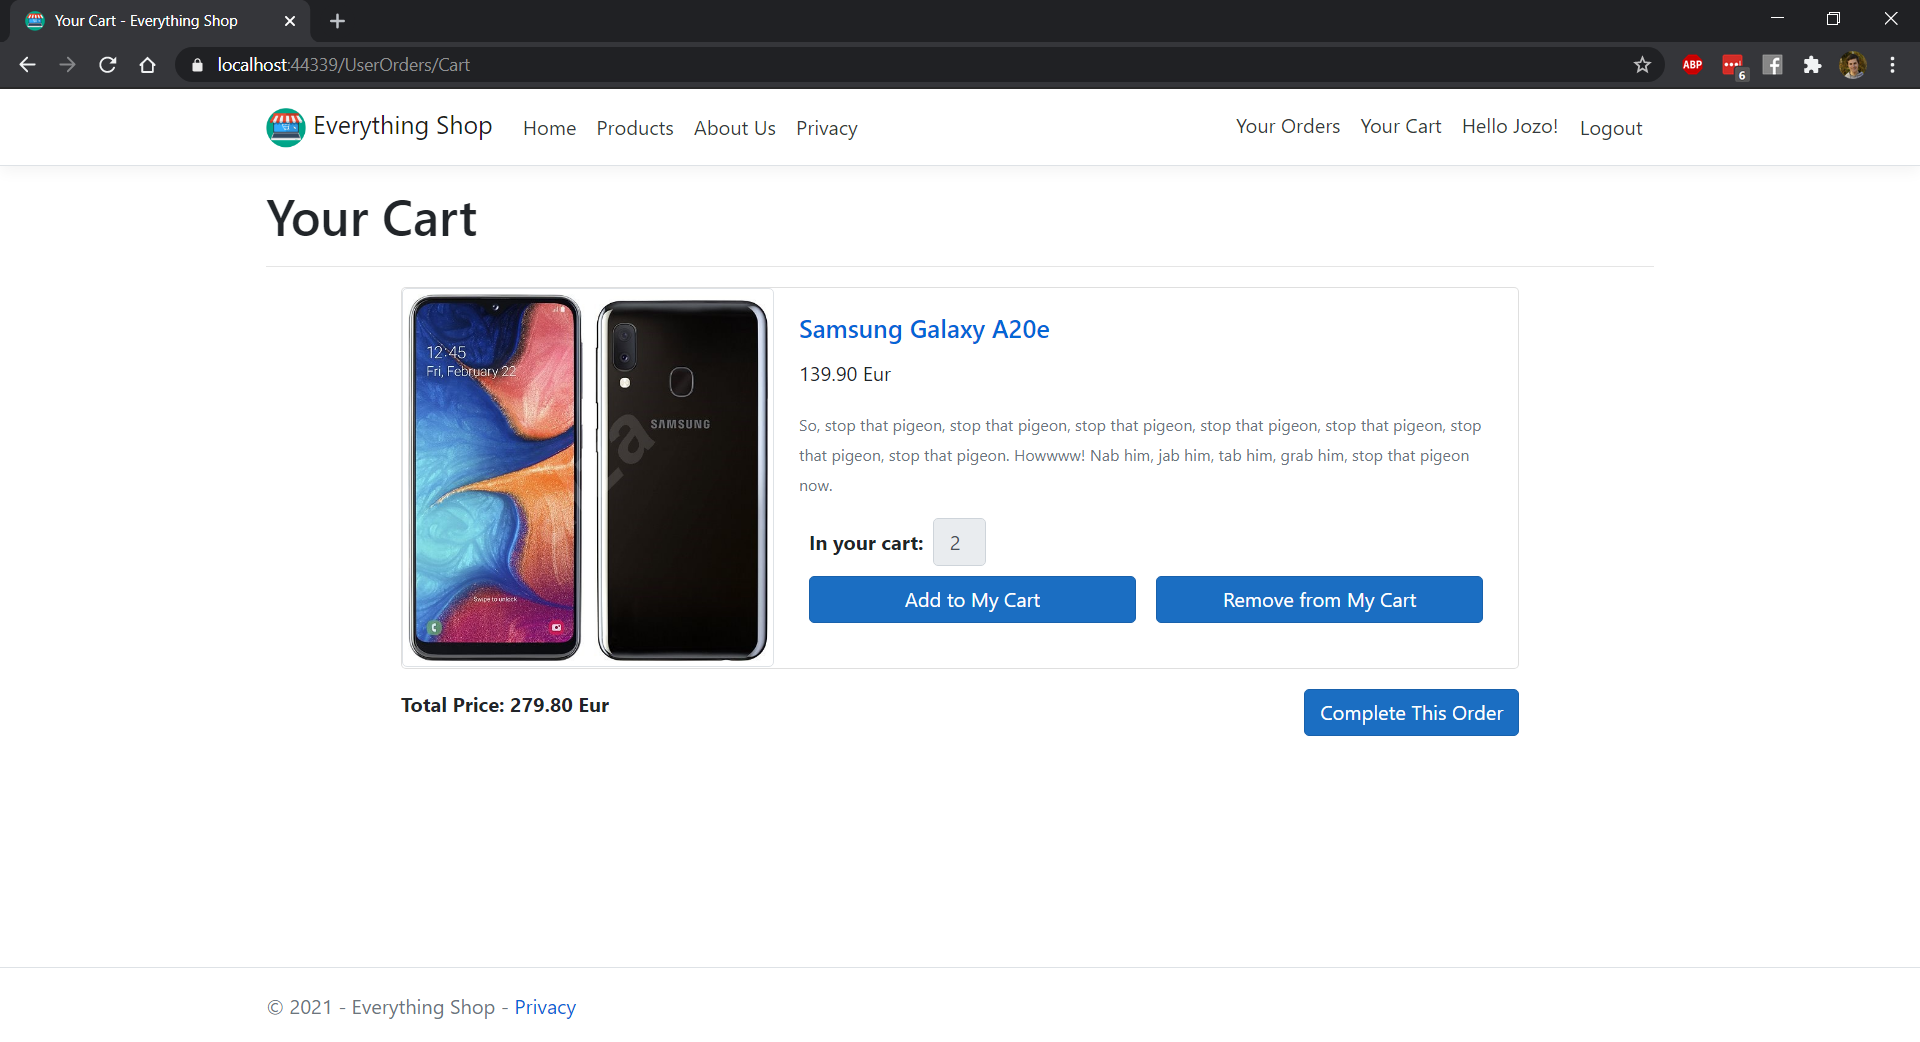 Your Cart - Everything Shop
localhost:44339/UserOrders/Cart
ABP
6
Everything Shop
Home
Products
About Us
Privacy
Your Orders
Your Cart
Hello Jozo!
Logout
Your Cart
12:45
Fri, February 22
SAMSUNG
Swipe to unlock
Samsung Galaxy A20e
139.90 Eur
So, stop that pigeon, stop that pigeon, stop that pigeon, stop that pigeon, stop that pigeon, stop
that pigeon, stop that pigeon. Howwww! Nab him, jab him, tab him, grab him, stop that pigeon
now.
In your cart: 2
Add to My Cart
Remove from My Cart
Total Price: 279.80 Eur
Complete This Order
© 2021 - Everything Shop - Privacy